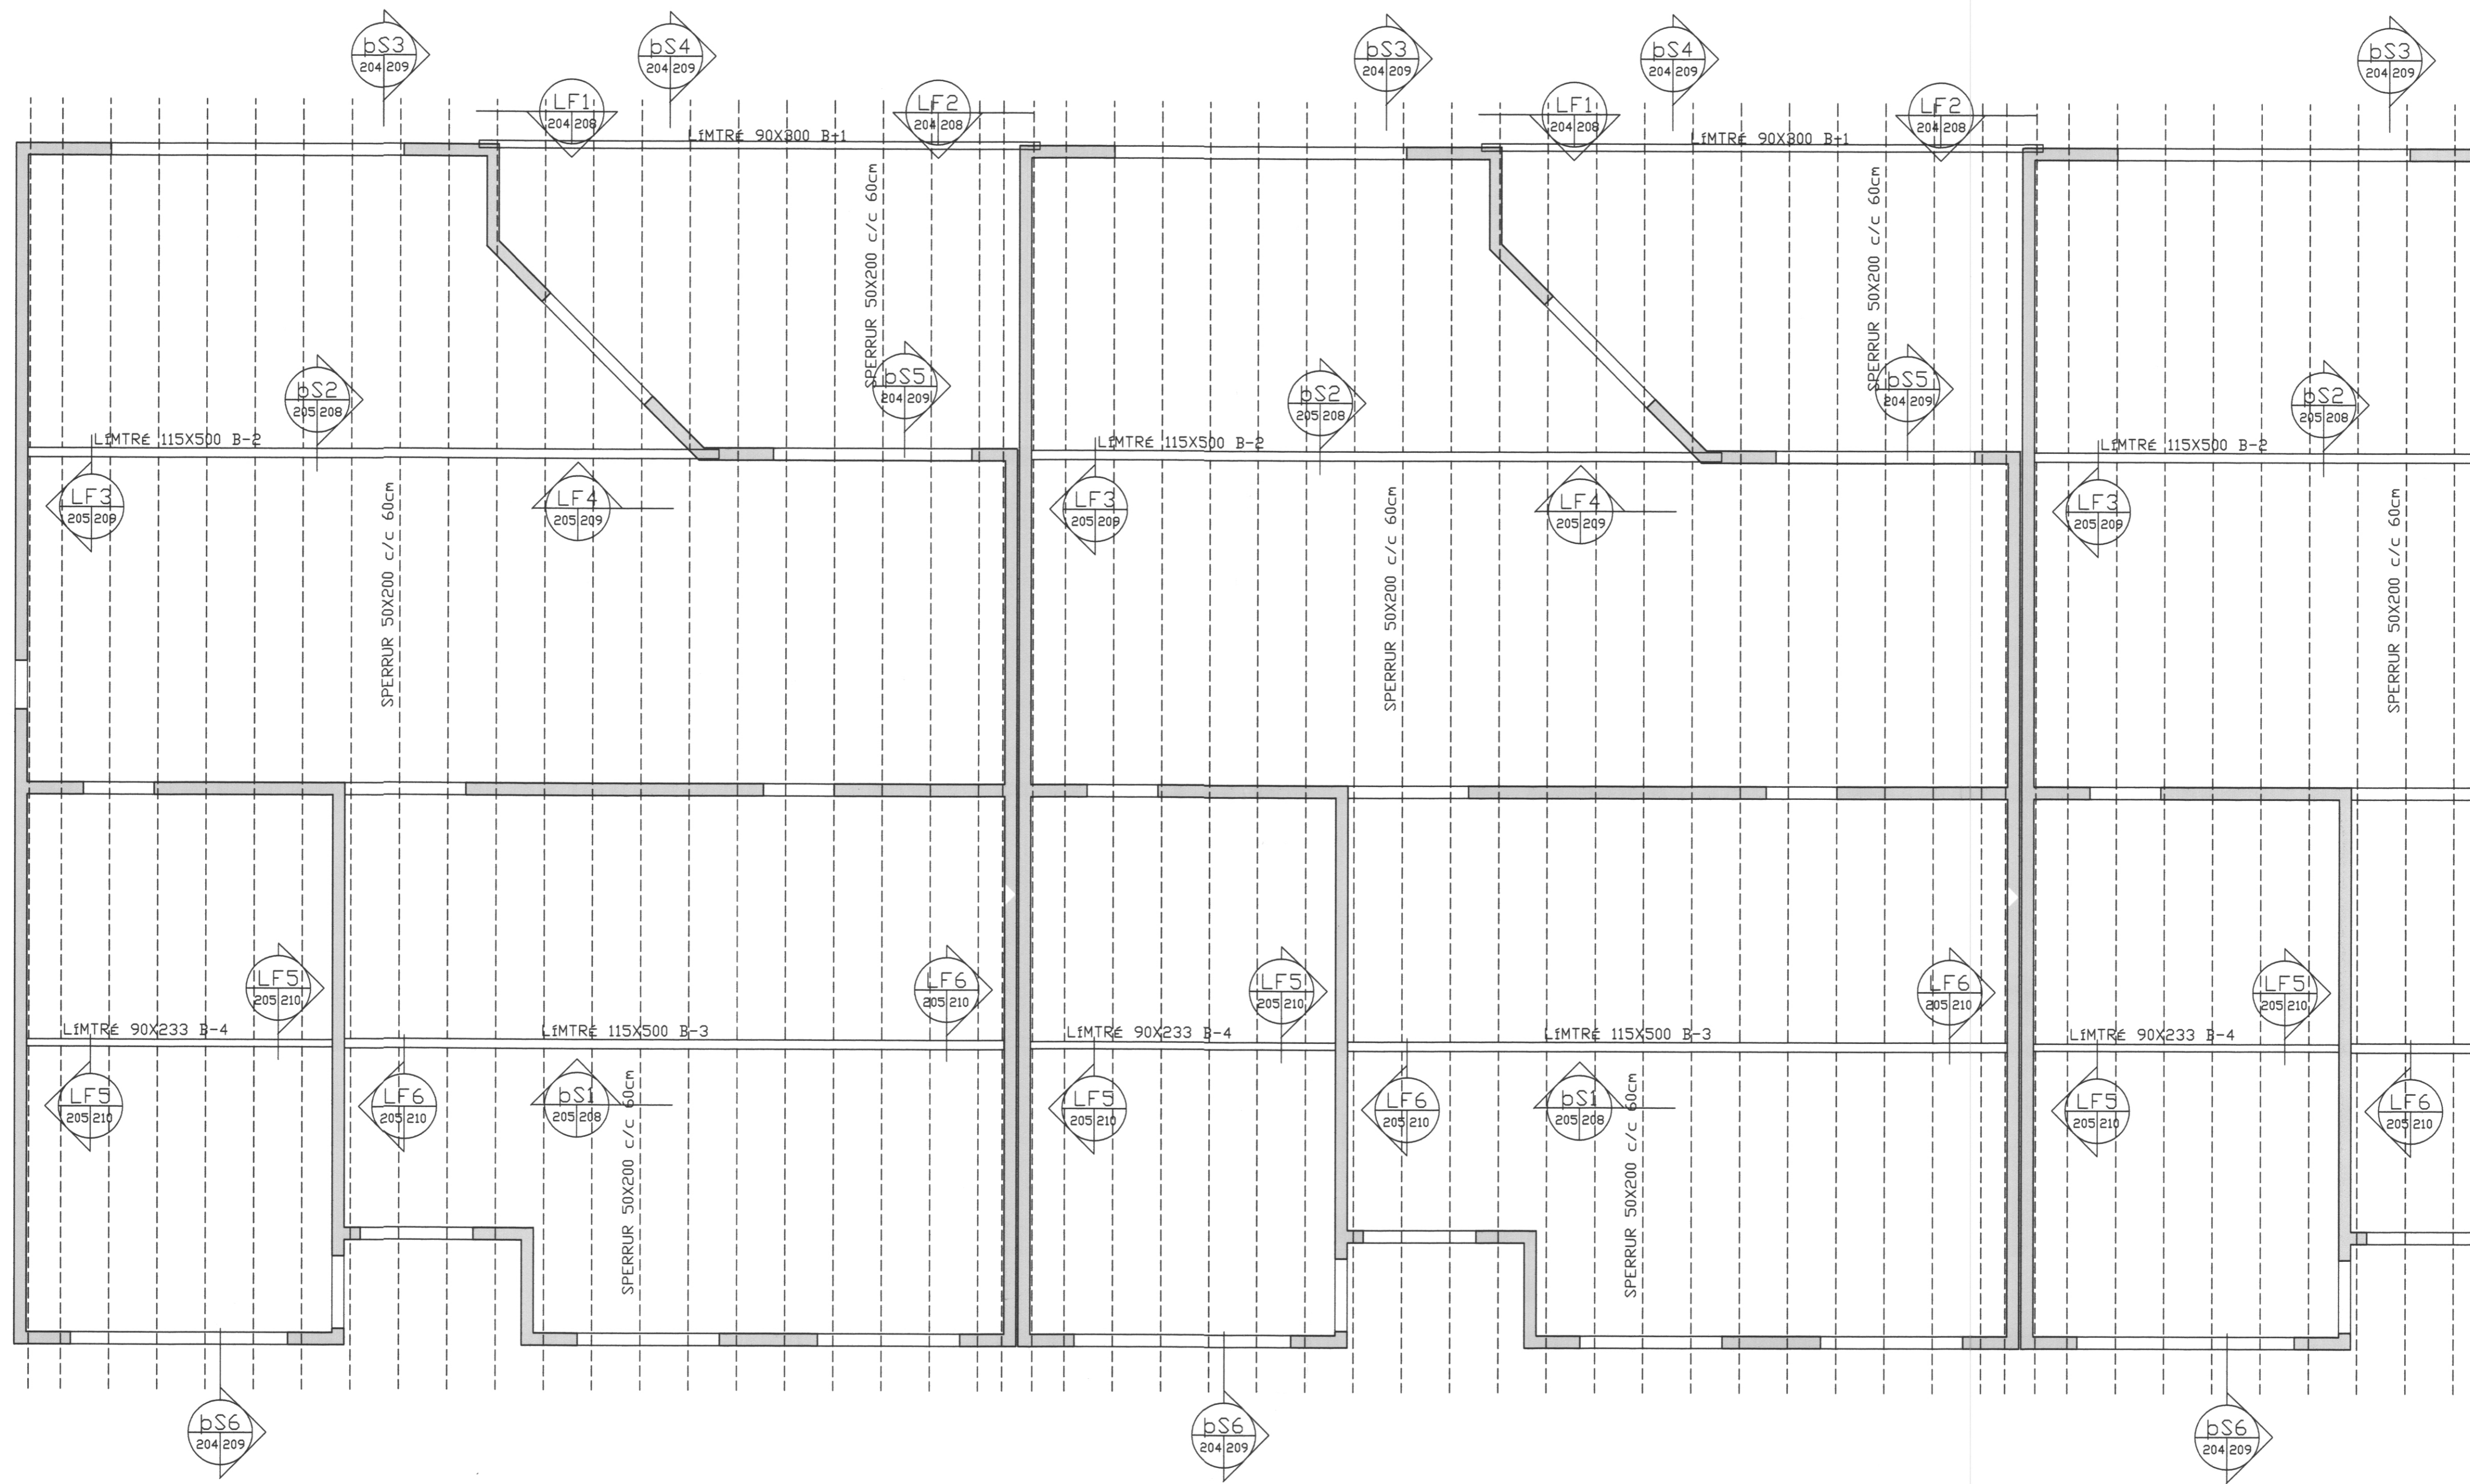 bS3
204 209
bS4
204 209
bS3
204 209
bS4
204 209
bS3
204 209
LF1
204 208
LF2
204 208
LF1
204 208
LF2
204 208
LÍMTRÉ 90X300 B-1
LÍMTRÉ 90X300 B-1
SPERRUR 50X200 c/c 60cm
SPERRUR 50X200 c/c 60cm
bS2
205 208
bS5
204 209
bS2
205 208
bS5
204 209
bS2
205 208
LÍMTRÉ 115X500 B-2
LÍMTRÉ 115X500 B-2
LÍMTRÉ 115X500 B-2
LF3
205 209
LF4
205 209
LF3
205 209
LF4
205 209
LF3
205 209
SPERRUR 50X200 c/c 60cm
SPERRUR 50X200 c/c 60cm
SPERRUR 50X200 c/c 60cm
LF5
205 210
LF6
205 210
LF5
205 210
LF6
205 210
LF5
205 210
LÍMTRÉ 90X233 B-4
LÍMTRÉ 115X500 B-3
LÍMTRÉ 90X233 B-4
LÍMTRÉ 115X500 B-3
LÍMTRÉ 90X233 B-4
LF5
205 210
LF6
205 210
bS1
205 208
LF5
205 210
LF6
205 210
bS1
205 208
LF5
205 210
LF6
205 210
SPERRUR 50X200 c/c 60cm
SPERRUR 50X200 c/c 60cm
bS6
204 209
bS6
204 209
bS6
204 209